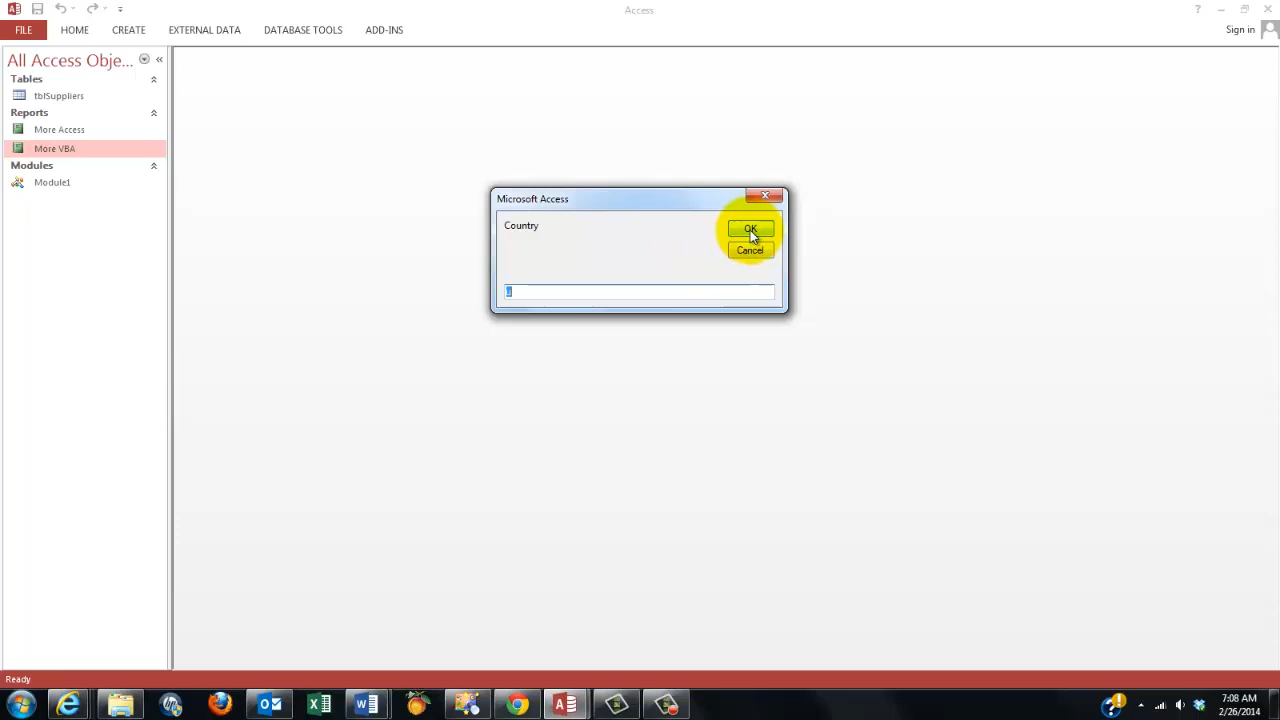 Access
?
FILE
HOME
CREATE
EXTERNAL DATA
DATABASE TOOLS
ADD-INS
Sign in
All Access Obje...
Tables
tblSuppliers
Reports
More Access
More VBA
Modules
Module1
Microsoft Access
Country
OK
Cancel
Ready
7:08 AM
2/26/2014